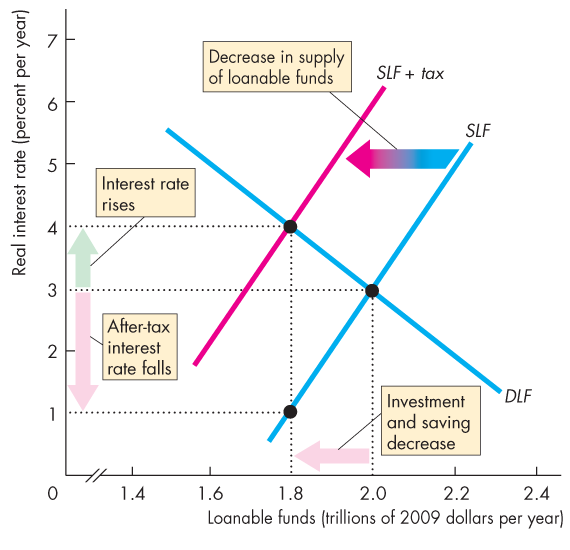 Real interest rate (percent per year)
7
6
5
4
3
2
1
0
Decrease in supply
of loanable funds
SLF + tax
SLF
Interest rate
rises
After-tax
interest
rate falls
Investment
and saving
decrease
DLF
1.4
1.6
1.8
2.0
2.2
2.4
Loanable funds (trillions of 2009 dollars per year)